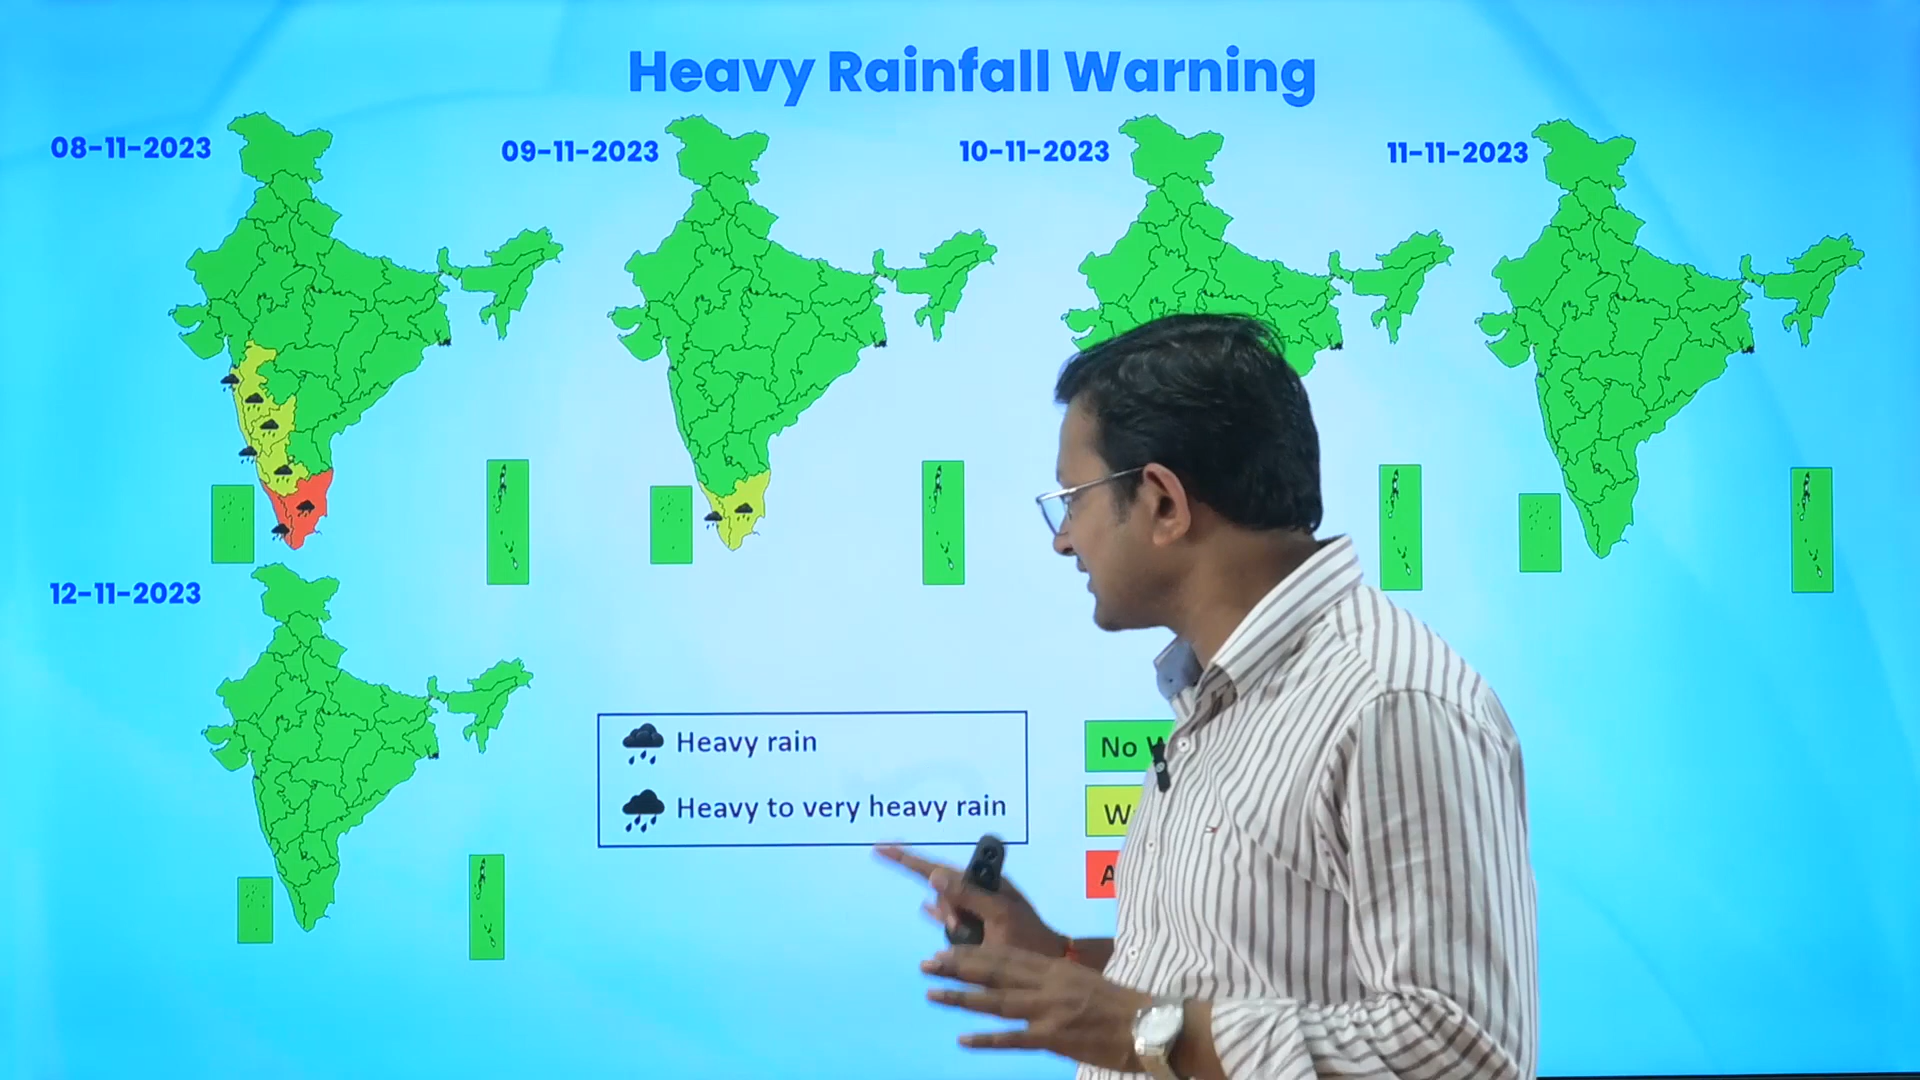 Heavy Rainfall Warning
08-11-2023
09-11-2023
10-11-2023
11-11-2023
12-11-2023
Heavy rain
Heavy to very heavy rain
No